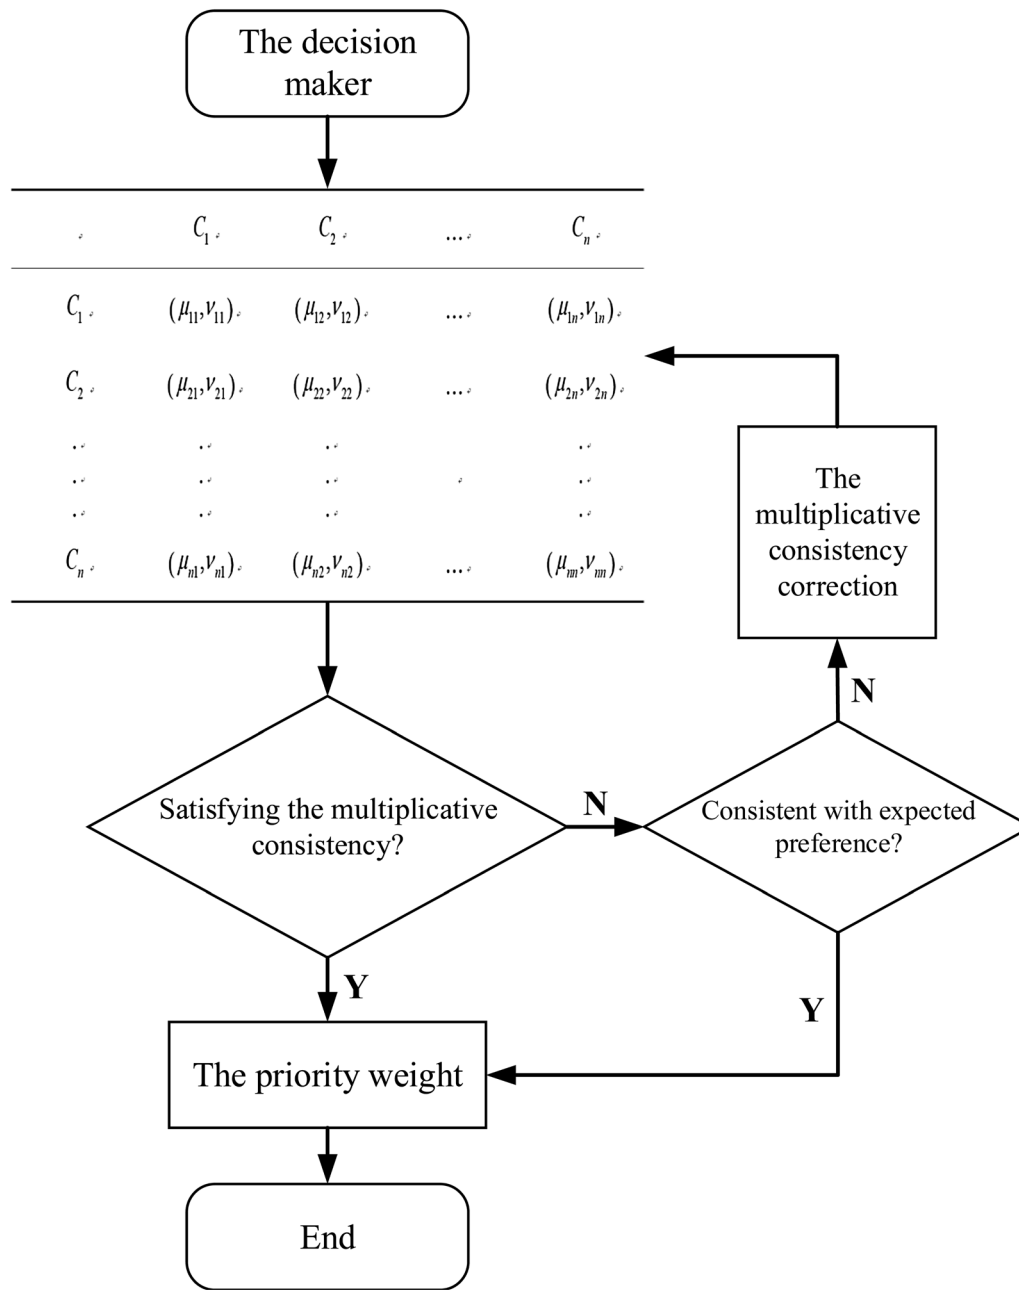 The decision
maker
C₁ C₂ ... Cₙ
C₁ (μ₁₁,ν₁₁) (μ₁₂,ν₁₂) ... (μ₁ₙ,ν₁ₙ)
C₂ (μ₂₁,ν₂₁) (μ₂₂,ν₂₂) ... (μ₂ₙ,ν₂ₙ)
. . . .
. . . . .
. . . .
Cₙ (μₙ₁,νₙ₁) (μₙ₂,νₙ₂) ... (μₙₙ,νₙₙ)
The
multiplicative
consistency
correction
N
Satisfying the multiplicative
consistency?
N
Consistent with expected
preference?
Y
Y
The priority weight
End